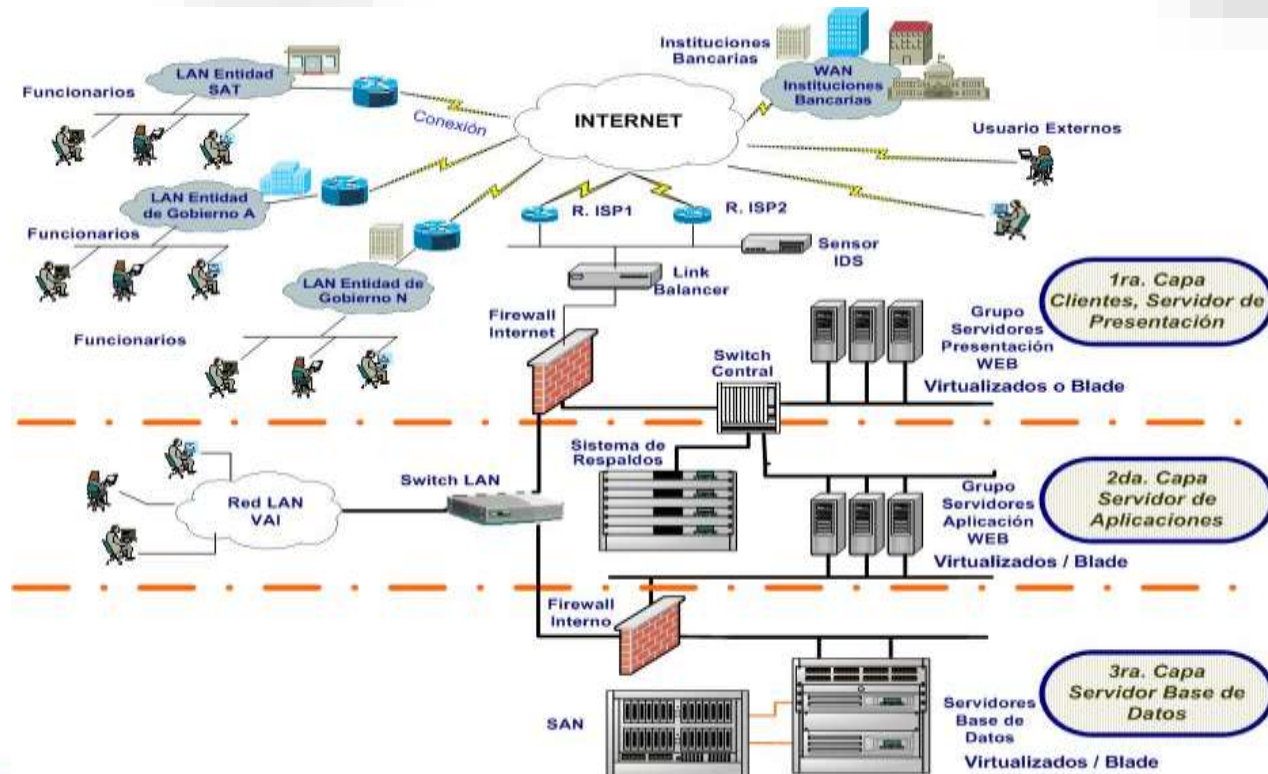 Instituciones
Bancarias
WAN
Instituciones
Bancarias
LAN Entidad
SAT
Funcionarios
Conexión
INTERNET
Usuario Externos
LAN Entidad
de Gobierno A
Funcionarios
R. ISP1
R. ISP2
Sensor
IDS
LAN Entidad de
Gobierno N
Link
Balancer
Funcionarios
Firewall
Internet
Switch
Central
Grupo
Servidores
Presentación
WEB
Virtualizados o Blade
1ra. Capa
Clientes, Servidor de
Presentación
Red LAN
VAI
Switch LAN
Sistema de
Respaldos
Grupo
Servidores
Aplicación
WEB
Virtualizados / Blade
2da. Capa
Servidor de
Aplicaciones
Firewall
Interno
SAN
Servidores
Base de
Datos
Virtualizados / Blade
3ra. Capa
Servidor Base de
Datos